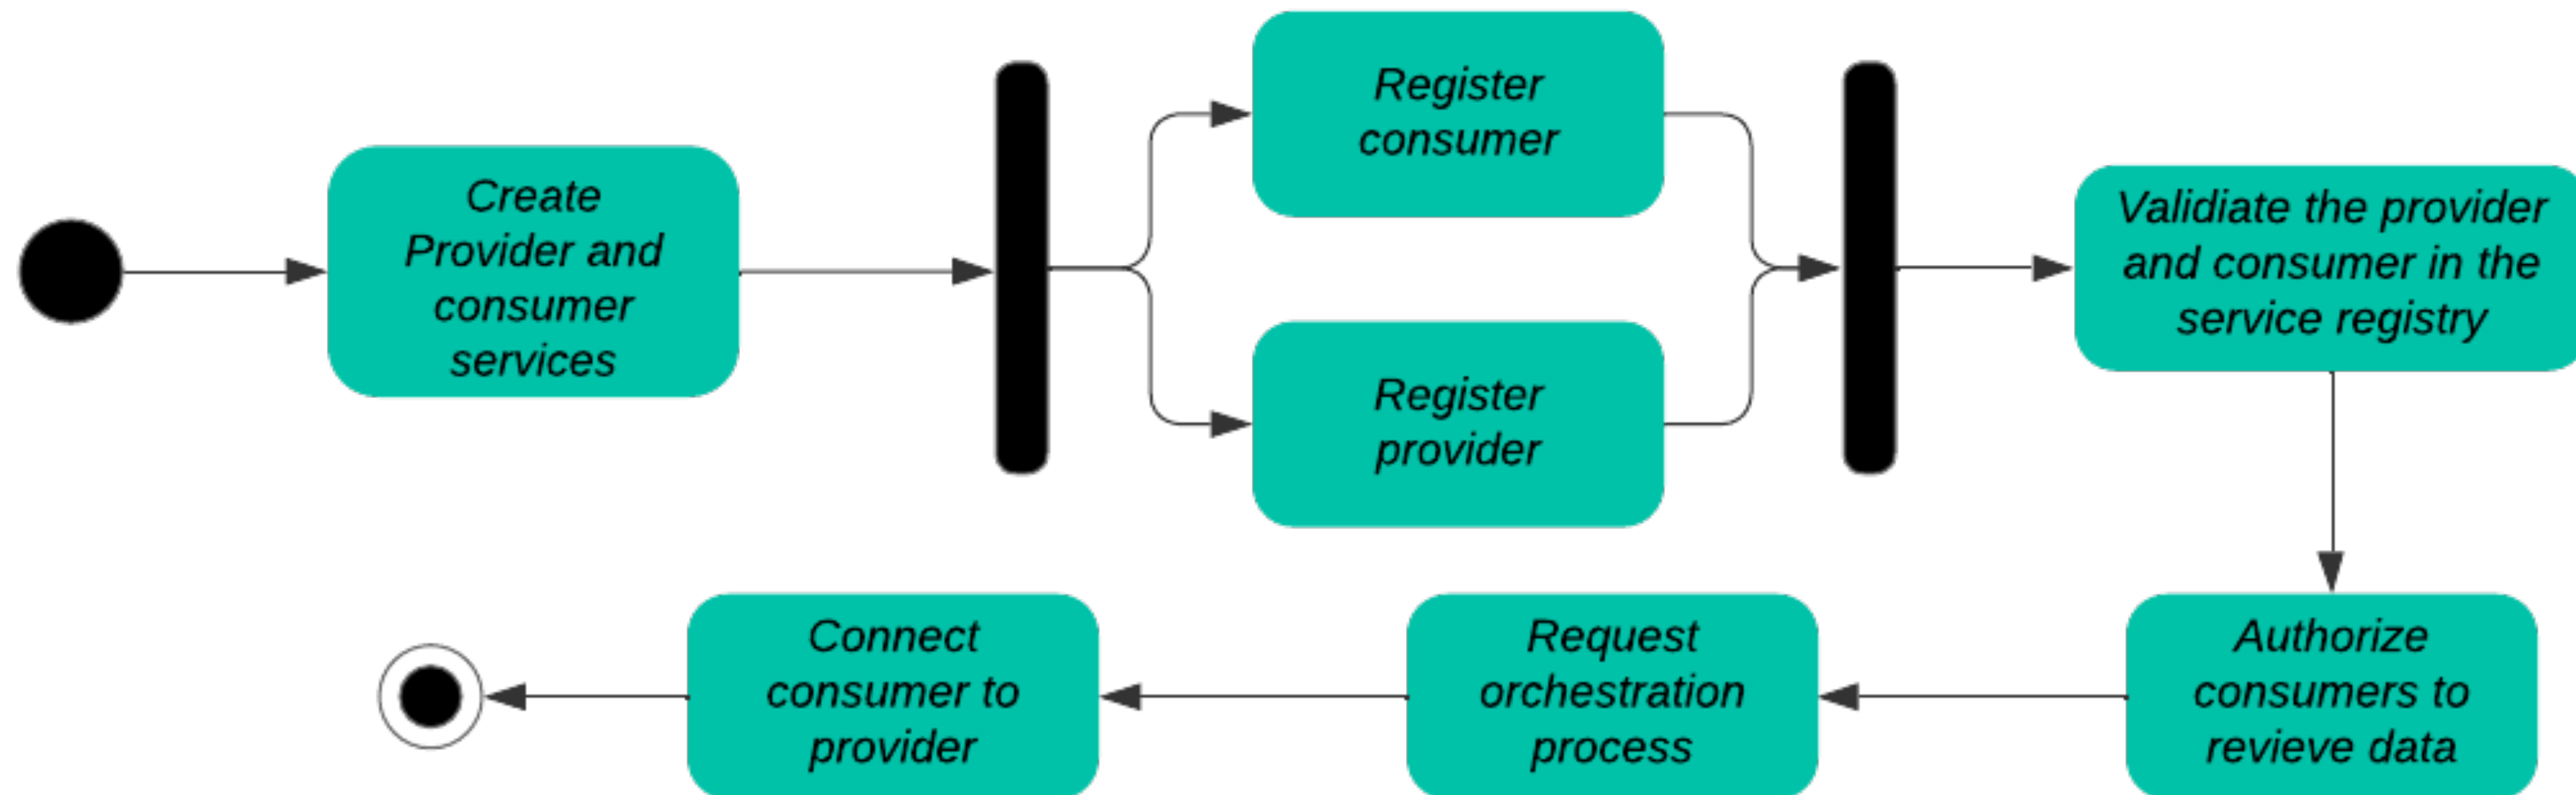 Create
Provider and
consumer
services
Register
consumer
Register
provider
Validiate the provider
and consumer in the
service registry
Authorize
consumers to
revieve data
Request
orchestration
process
Connect
consumer to
provider